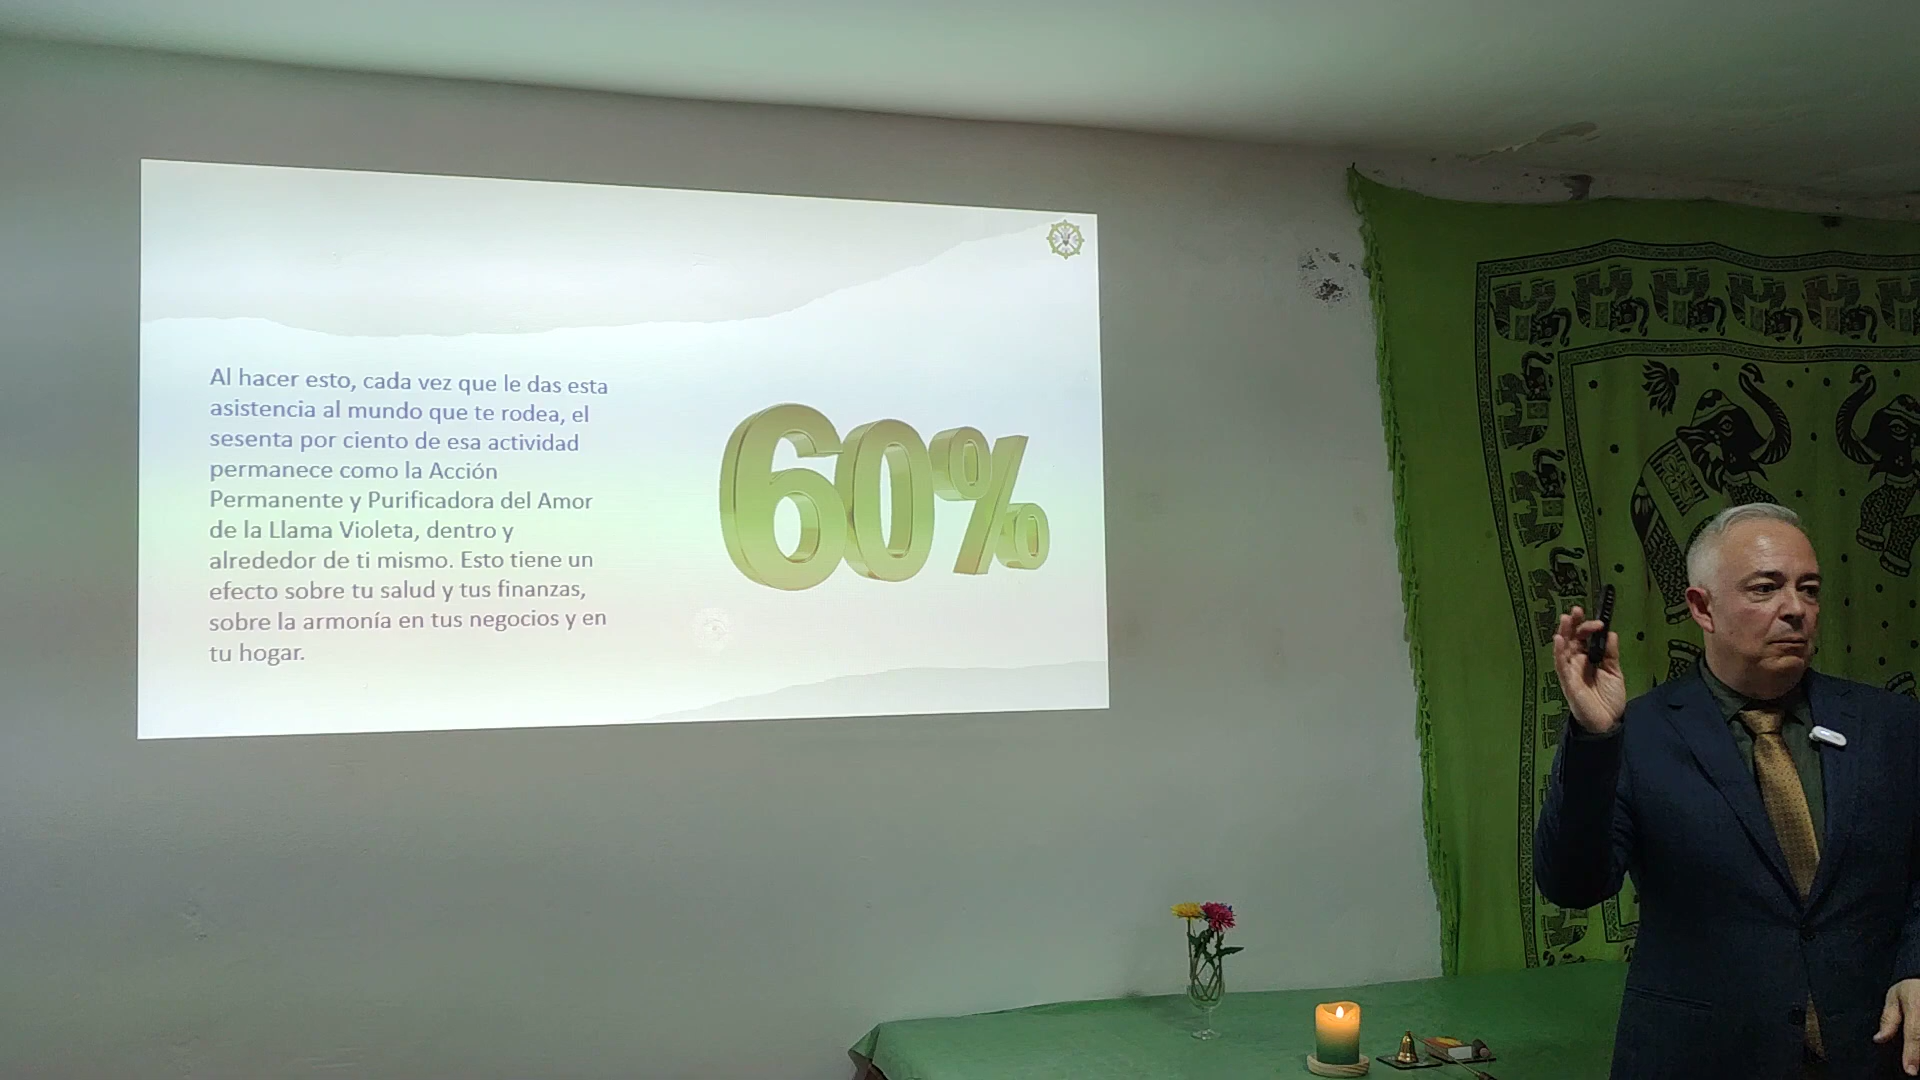 Al hacer esto, cada vez que le das esta
asistencia al mundo que te rodea, el
sesenta por ciento de esa actividad
permanece como la Acción
Permanente y Purificadora del Amor
de la Llama Violeta, dentro y
alrededor de ti mismo. Esto tiene un
efecto sobre tu salud y tus finanzas,
sobre la armonía en tus negocios y en
tu hogar.
60%